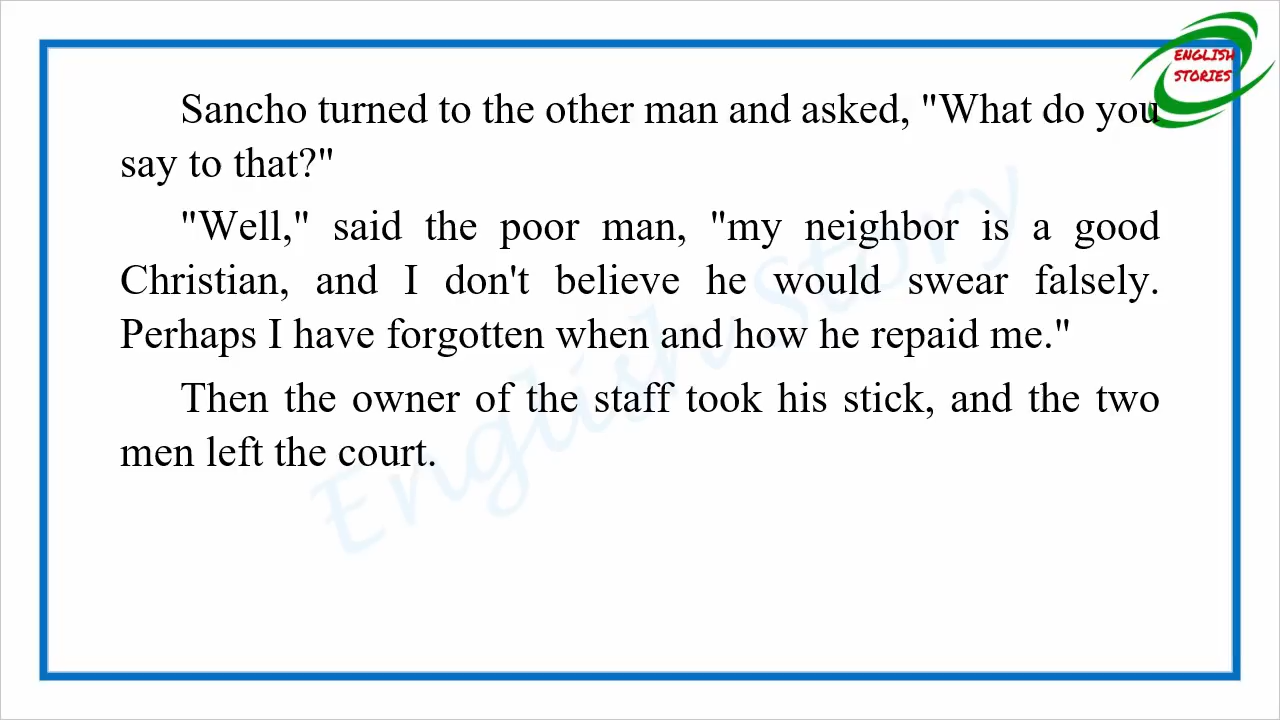 ENGLISH
STORIES
Sancho turned to the other man and asked, "What do you
say to that?"
"Well," said the poor man, "my neighbor is a good
Christian, and I don't believe he would swear falsely.
Perhaps I have forgotten when and how he repaid me."
Then the owner of the staff took his stick, and the two
men left the court.
English Story